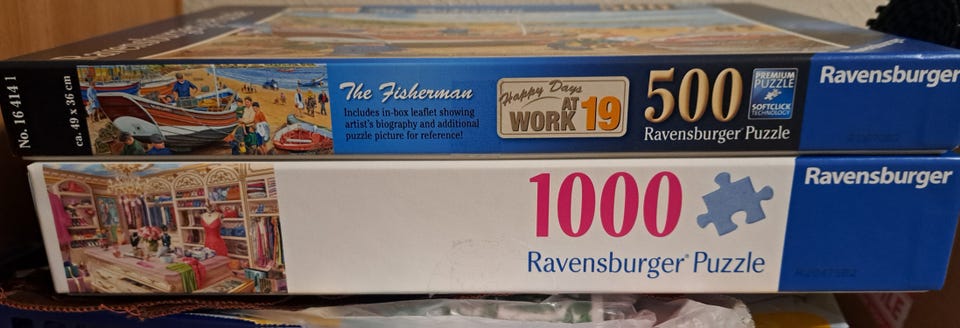 No. 16 414 1
ca. 49 x 36 cm
The Fisherman
Includes in-box leaflet showing
artist's biography and additional
puzzle picture for reference!
Happy Days
AT
WORK 19
500
Ravensburger Puzzle
PREMIUM
PUZZLE
SOFTCLICK
TECHNOLOGY
Ravensburger
1000
Ravensburger® Puzzle
Ravensburger